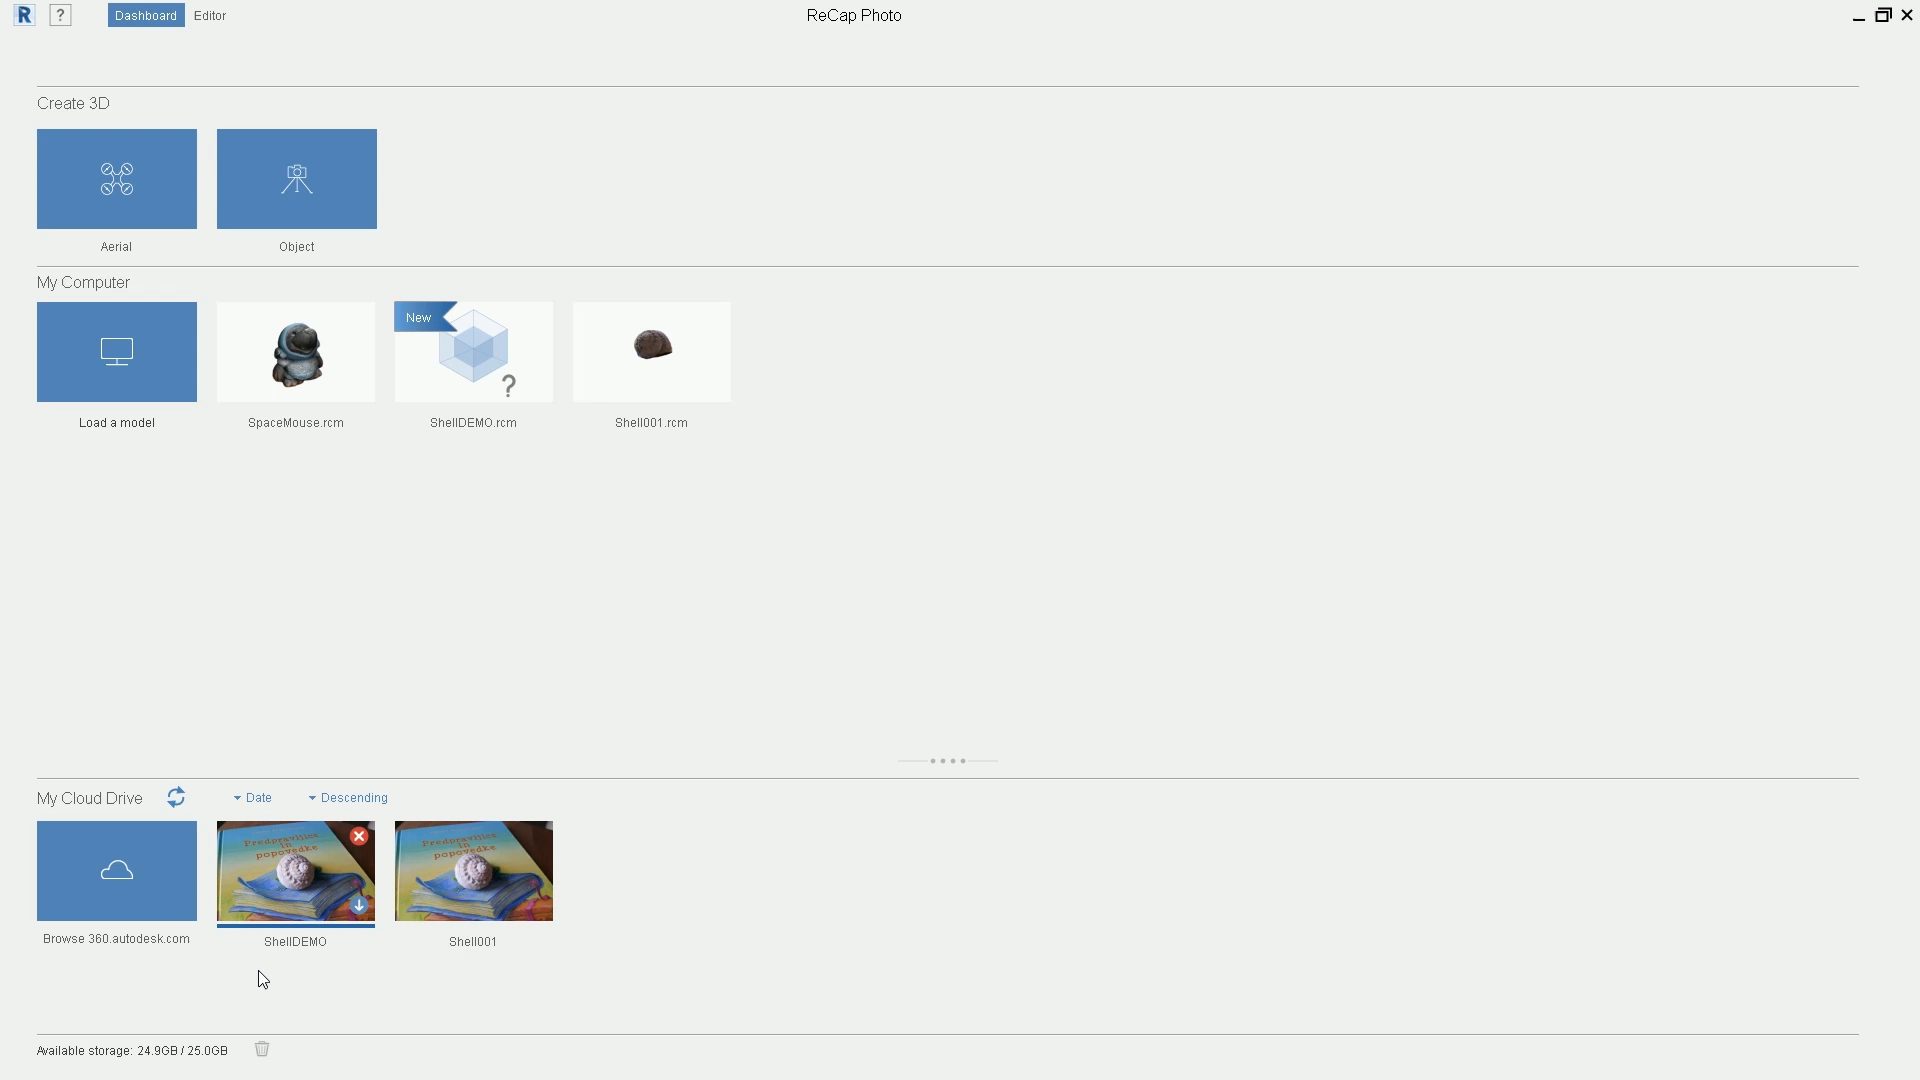 R ? Dashboard Editor ReCap Photo
Create 3D
Aerial Object
My Computer
New
?
Load a model SpaceMouse.rcm ShellDEMO.rcm Shell001.rcm
My Cloud Drive Date Descending
Predpravljice Predpravljice
in in
popovedke popovedke
Browse 360.autodesk.com ShellDEMO Shell001
Available storage: 24.9GB / 25.0GB